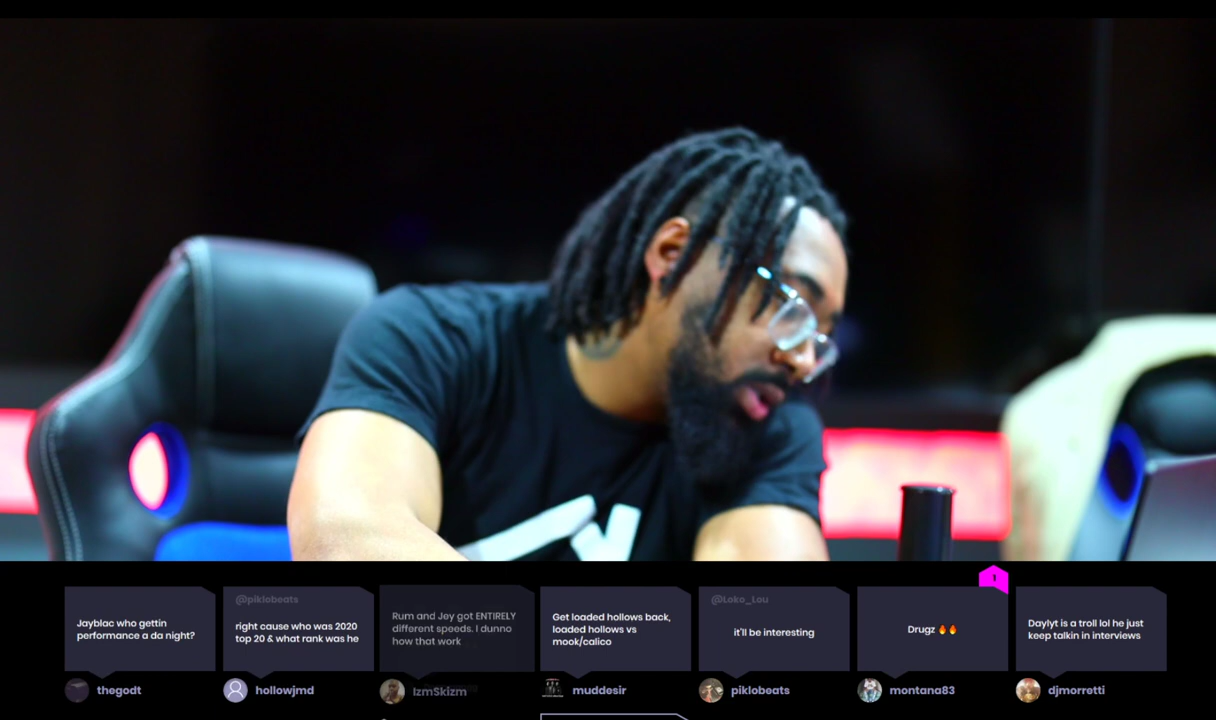 Jayblac who gettin
performance a da night?
thegodt
@piklobeats
right cause who was 2020
top 20 & what rank was he
hollowjmd
Rum and Jey got ENTIRELY
different speeds. I dunno
how that work
IzmSkizm
Get loaded hollows back,
loaded hollows vs
mook/calico
muddesir
@Loko_Lou
it'll be interesting
piklobeats
Drugz 🔥🔥
montana83
Daylyt is a troll lol he just
keep talkin in interviews
djmorretti